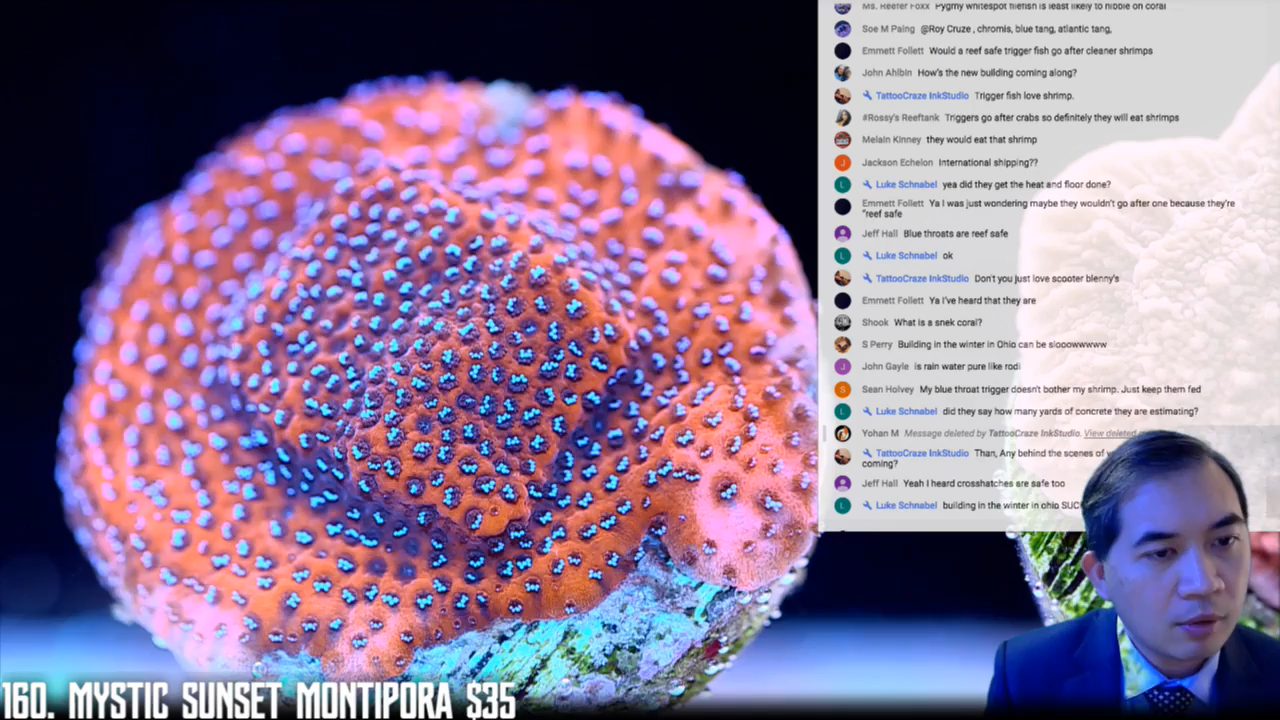 Ms. Reefer Foxx Pygmy whitespot filefish is least likely to nibble on coral
Soe M Paing @Roy Cruze , chromis, blue tang, atlantic tang,
Emmett Follett Would a reef safe trigger fish go after cleaner shrimps
John Ahlbin How's the new building coming along?
TattooCraze InkStudio Trigger fish love shrimp.
#Rossy's Reeftank Triggers go after crabs so definitely they will eat shrimps
Melain Kinney they would eat that shrimp
J Jackson Echelon International shipping??
L Luke Schnabel yea did they get the heat and floor done?
Emmett Follett Ya I was just wondering maybe they wouldn't go after one because they're
"reef safe
Jeff Hall Blue throats are reef safe
L Luke Schnabel ok
TattooCraze InkStudio Don't you just love scooter blenny's
Emmett Follett Ya I've heard that they are
Shook What is a snek coral?
S Perry Building in the winter in Ohio can be slooowwwww
J John Gayle is rain water pure like rodi
S Sean Holvey My blue throat trigger doesn't bother my shrimp. Just keep them fed
L Luke Schnabel did they say how many yards of concrete they are estimating?
Yohan M Message deleted by TattooCraze InkStudio. View deleted
TattooCraze InkStudio Than, Any behind the scenes of
coming?
Jeff Hall Yeah I heard crosshatches are safe too
L Luke Schnabel building in the winter in ohio SUC
160. MYSTIC SUNSET MONTIPORA $35